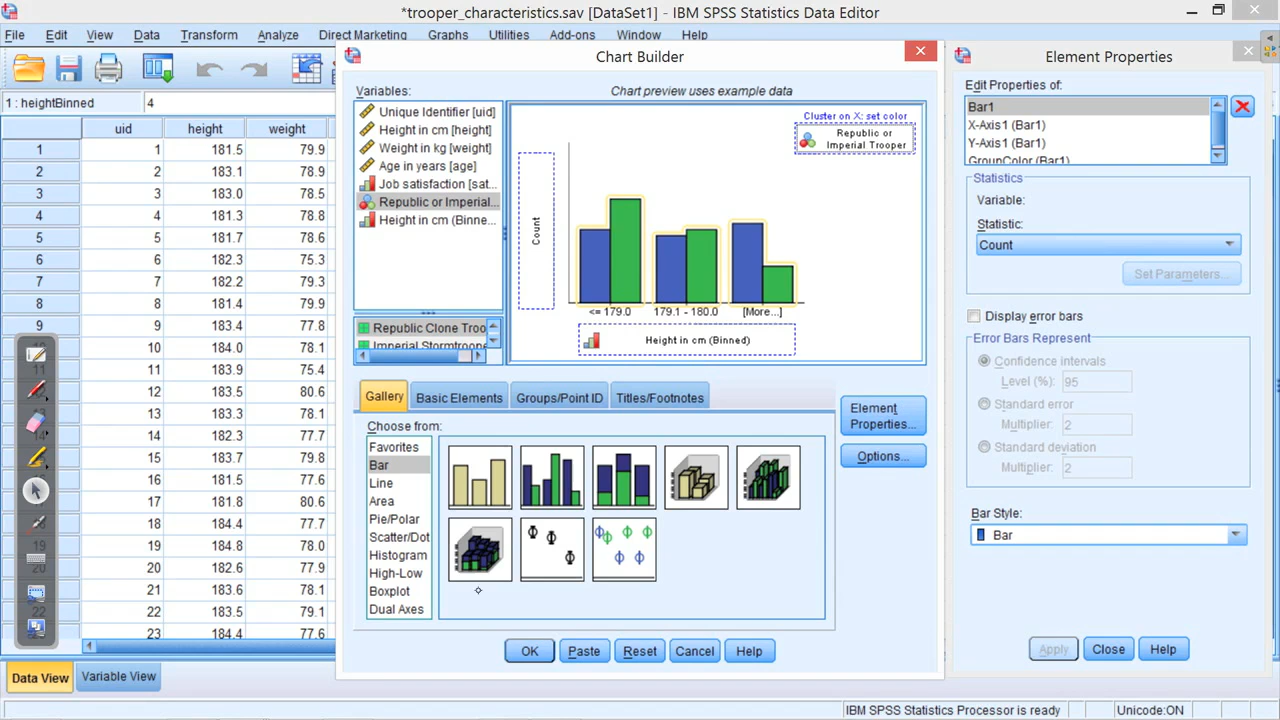 *trooper_characteristics.sav [DataSet1] - IBM SPSS Statistics Data Editor
File Edit View Data Transform Analyze Direct Marketing Graphs Utilities Add-ons Window Help
1 : heightBinned 4
uid height weight
1 1 181.5 79.9
2 2 183.1 78.9
3 3 183.0 78.5
4 4 181.3 78.8
5 5 181.7 78.6
6 6 182.3 75.3
7 7 182.2 79.3
8 8 181.4 79.9
9 9 183.4 77.8
10 10 184.0 78.1
11 11 183.9 75.4
12 12 183.5 80.6
13 13 183.3 78.1
14 14 182.3 77.7
15 15 183.7 79.8
16 16 181.5 77.6
17 17 181.8 80.6
18 18 184.4 77.7
19 19 184.8 78.0
20 20 182.6 77.9
21 21 183.6 78.1
22 22 183.5 79.1
23 23 184.4 77.6
Data View Variable View
IBM SPSS Statistics Processor is ready Unicode:ON
Chart Builder
Variables:
Unique Identifier [uid]
Height in cm [height]
Weight in kg [weight]
Age in years [age]
Job satisfaction [sat...
Republic or Imperial...
Height in cm (Binne...
Republic Clone Troo
Imperial Stormtroope
Chart preview uses example data
Cluster on X: set color
Republic or
Imperial Trooper
Count
<= 179.0 179.1 - 180.0 [More...]
Height in cm (Binned)
Gallery Basic Elements Groups/Point ID Titles/Footnotes
Choose from:
Favorites
Bar
Line
Area
Pie/Polar
Scatter/Dot
Histogram
High-Low
Boxplot
Dual Axes
Element
Properties...
Options...
OK Paste Reset Cancel Help
Element Properties
Edit Properties of:
Bar1
X-Axis1 (Bar1)
Y-Axis1 (Bar1)
GroupColor (Bar1)
Statistics
Variable:
Statistic:
Count
Set Parameters...
Display error bars
Error Bars Represent
Confidence intervals
Level (%): 95
Standard error
Multiplier: 2
Standard deviation
Multiplier: 2
Bar Style:
Bar
Apply Close Help